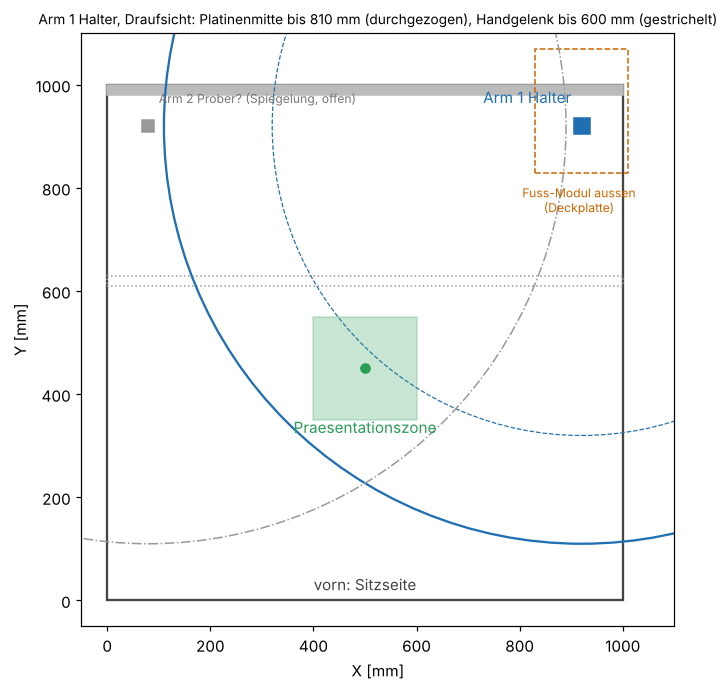 Arm 1 Halter, Draufsicht: Platinenmitte bis 810 mm (durchgezogen), Handgelenk bis 600 mm (gestrichelt)
1000
Arm 2 Prober? (Spiegelung, offen)
Arm 1 Halter
800
Fuss-Modul aussen
(Deckplatte)
600
Y [mm]
400
Praesentationszone
200
vorn: Sitzseite
0
0 200 400 600 800 1000
X [mm]